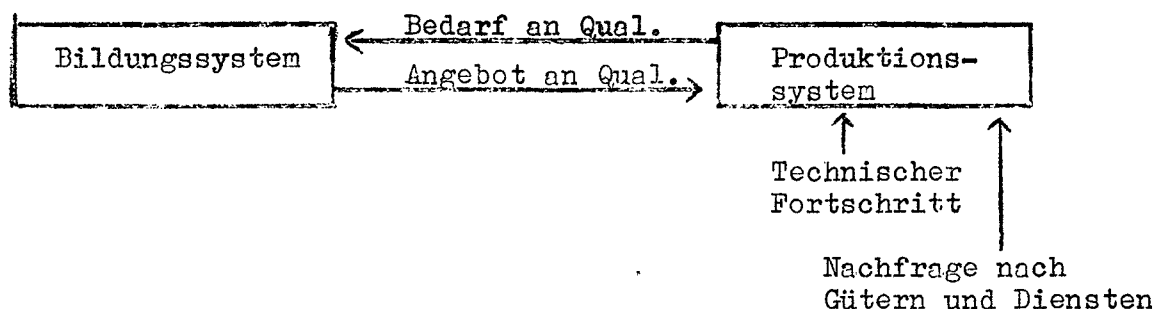 Bedarf an Qual.
Bildungssystem
Angebot an Qual.
Produktions-
system
Technischer
Fortschritt
Nachfrage nach
Gütern und Diensten